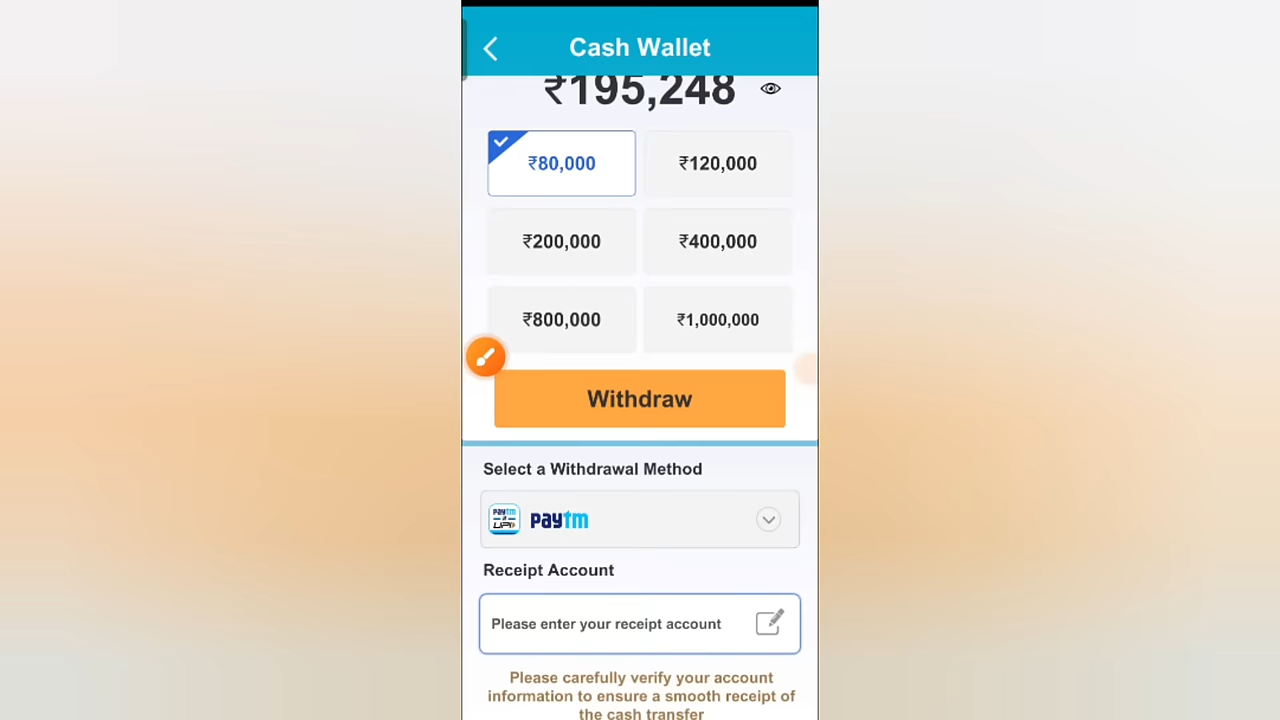 Cash Wallet
₹195,248
₹80,000
₹120,000
₹200,000
₹400,000
₹800,000
₹1,000,000
Withdraw
Select a Withdrawal Method
Paytm UPI paytm
Receipt Account
Please enter your receipt account
Please carefully verify your account
information to ensure a smooth receipt of
the cash transfer